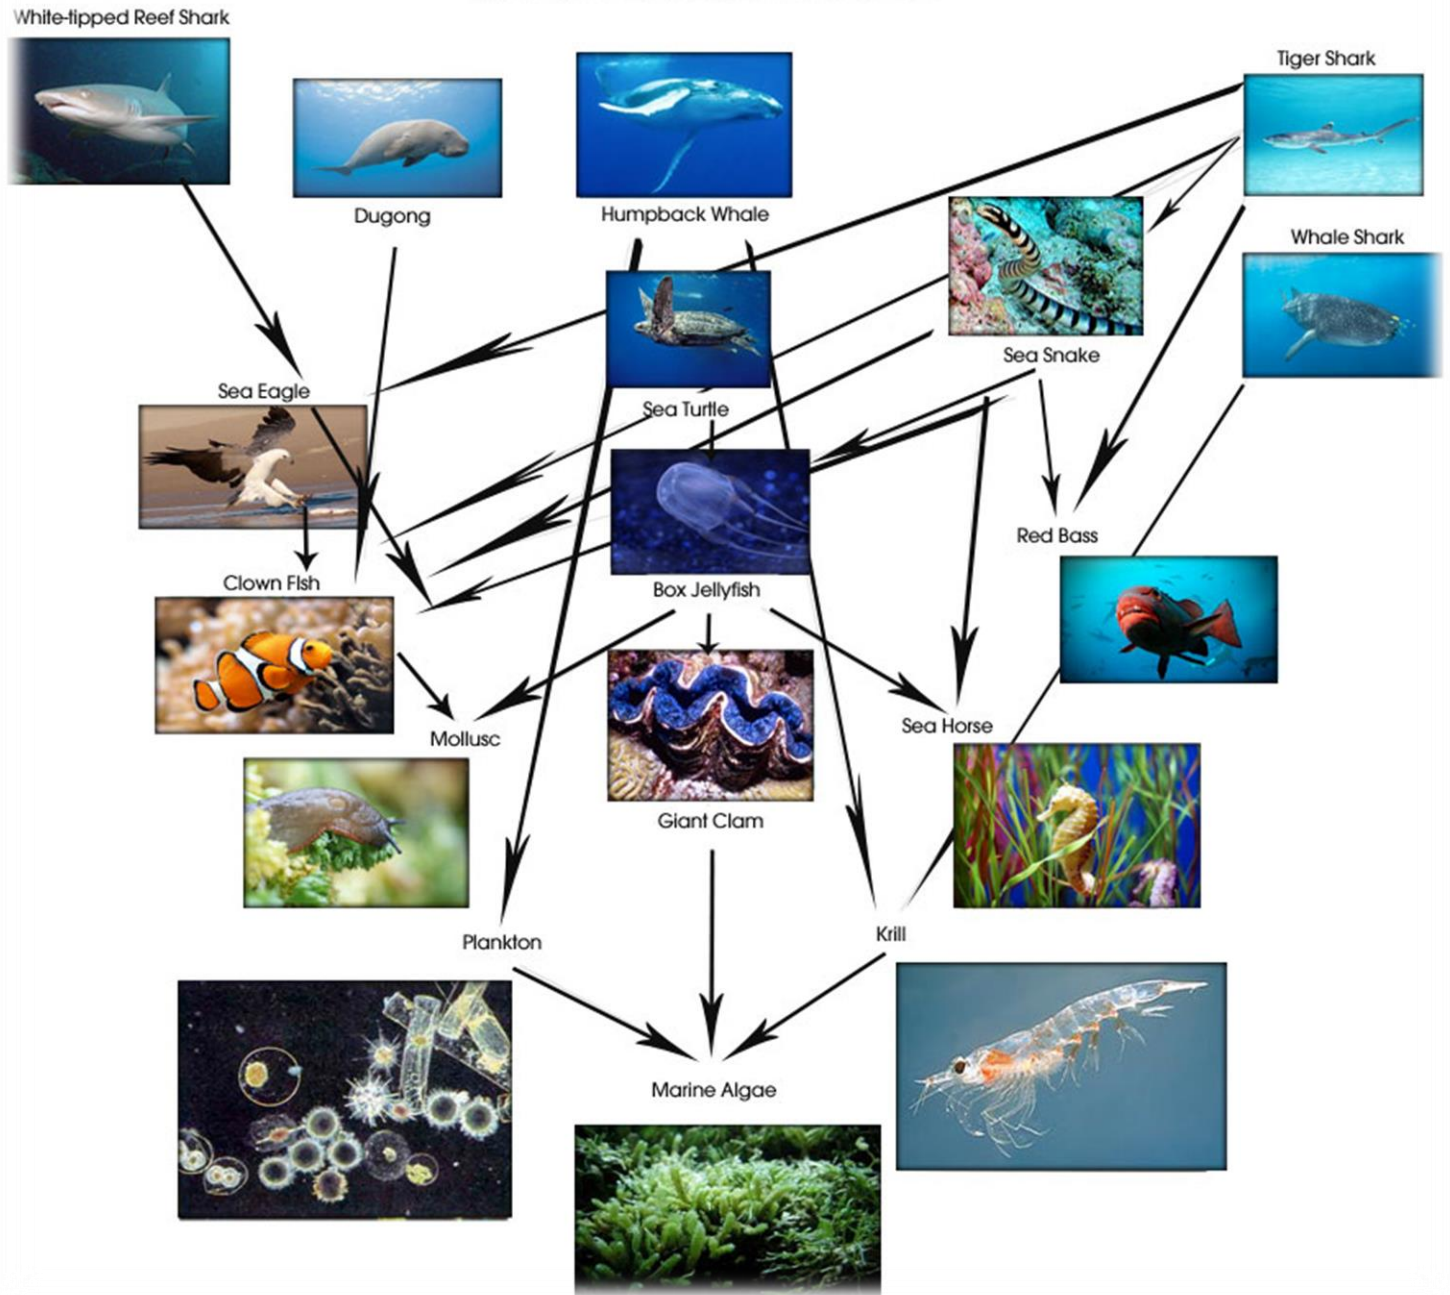 White-tipped Reef Shark
Tiger Shark
Dugong
Humpback Whale
Whale Shark
Sea Snake
Sea Eagle
Sea Turtle
Red Bass
Clown FIsh
Box Jellyfish
Sea Horse
Mollusc
Giant Clam
Plankton
Krill
Marine Algae